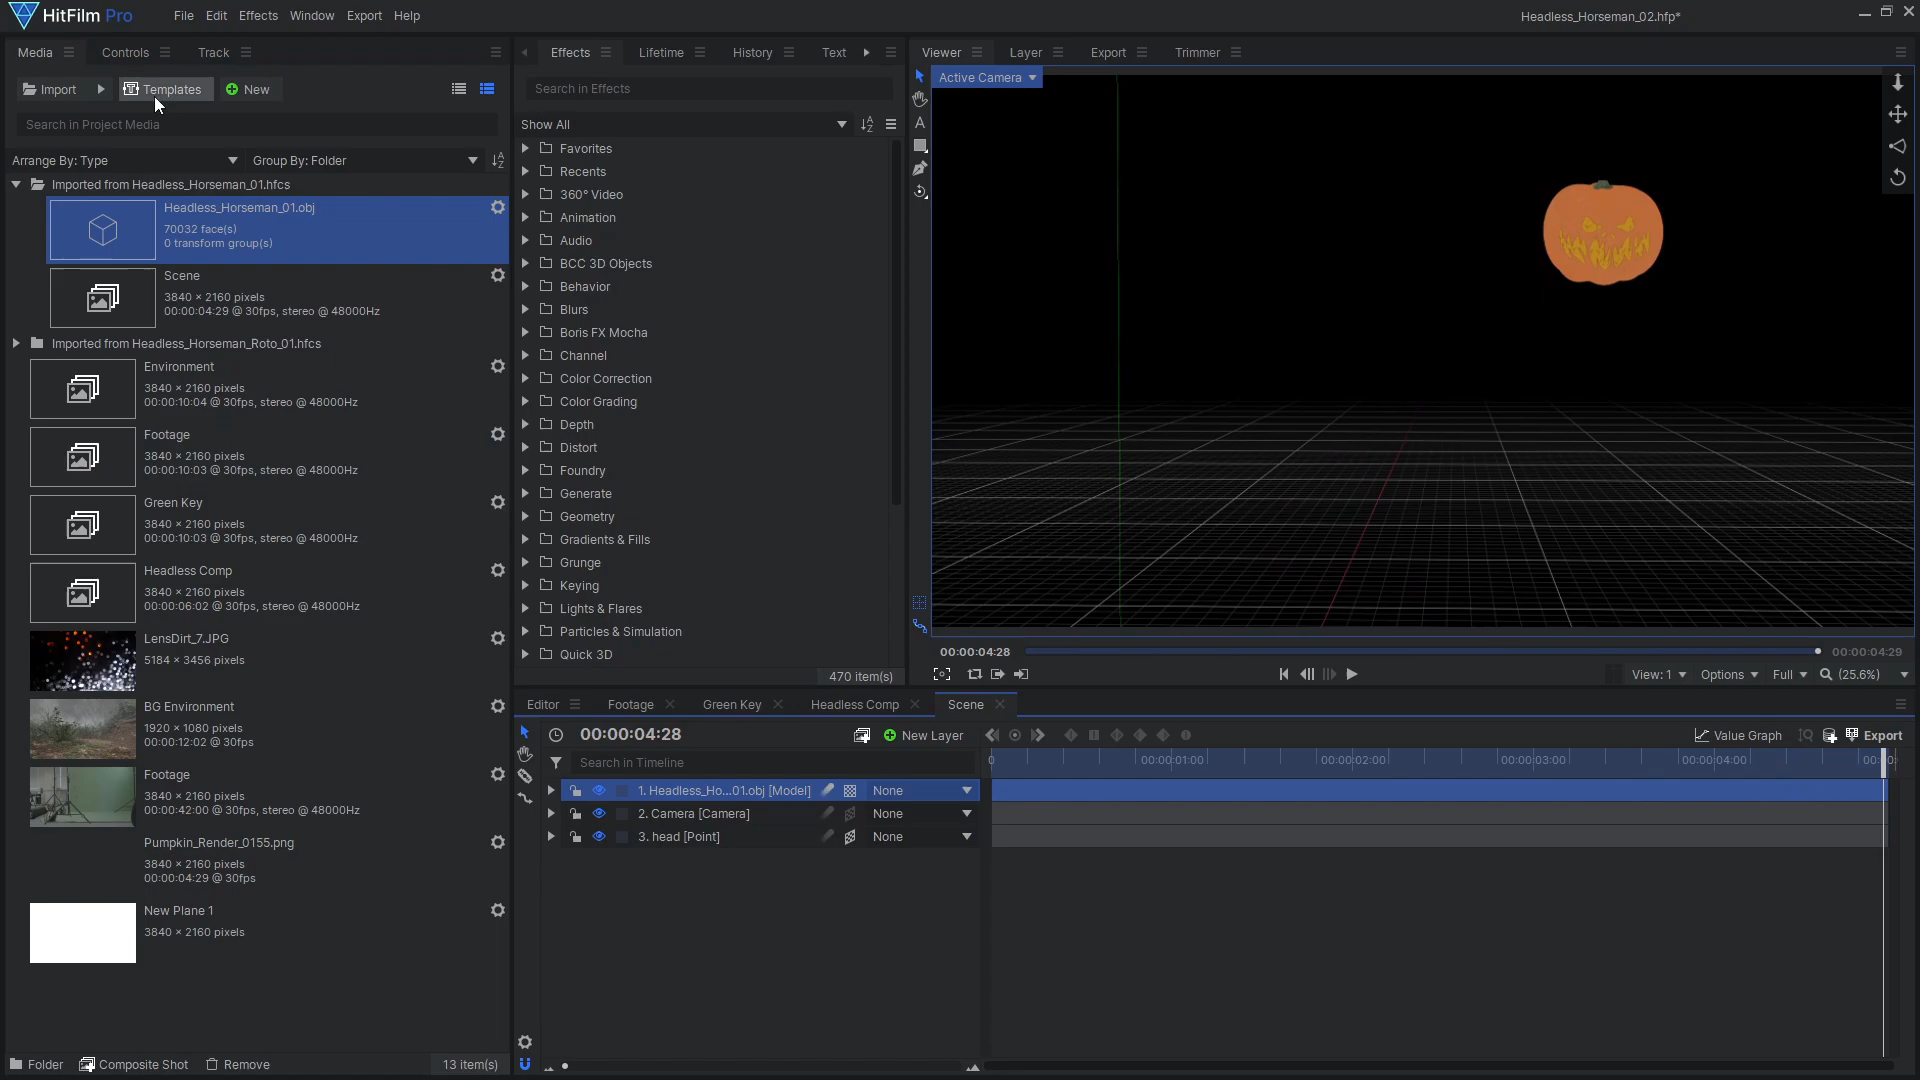 HitFilm Pro
File Edit Effects Window Export Help
Headless_Horseman_02.hfp*
Media Controls Track
Import Templates New
Search in Project Media
Arrange By: Type Group By: Folder
Imported from Headless_Horseman_01.hfcs
Headless_Horseman_01.obj
70032 face(s)
0 transform group(s)
Scene
3840 × 2160 pixels
00:00:04:29 @ 30fps, stereo @ 48000Hz
Imported from Headless_Horseman_Roto_01.hfcs
Environment
3840 × 2160 pixels
00:00:10:04 @ 30fps, stereo @ 48000Hz
Footage
3840 × 2160 pixels
00:00:10:03 @ 30fps, stereo @ 48000Hz
Green Key
3840 × 2160 pixels
00:00:10:03 @ 30fps, stereo @ 48000Hz
Headless Comp
3840 × 2160 pixels
00:00:06:02 @ 30fps, stereo @ 48000Hz
LensDirt_7.JPG
5184 × 3456 pixels
BG Environment
1920 × 1080 pixels
00:00:12:02 @ 30fps
Footage
3840 × 2160 pixels
00:00:42:00 @ 30fps, stereo @ 48000Hz
Pumpkin_Render_0155.png
3840 × 2160 pixels
00:00:04:29 @ 30fps
New Plane 1
3840 × 2160 pixels
Folder Composite Shot Remove 13 item(s)
Effects Lifetime History Text
Search in Effects
Show All
Favorites
Recents
360° Video
Animation
Audio
BCC 3D Objects
Behavior
Blurs
Boris FX Mocha
Channel
Color Correction
Color Grading
Depth
Distort
Foundry
Generate
Geometry
Gradients & Fills
Grunge
Keying
Lights & Flares
Particles & Simulation
Quick 3D
470 item(s)
Viewer Layer Export Trimmer
Active Camera
00:00:04:28 00:00:04:29
View: 1 Options Full (25.6%)
Editor Footage Green Key Headless Comp Scene
00:00:04:28 New Layer Value Graph Export
Search in Timeline
0 00:00:01:00 00:00:02:00 00:00:03:00 00:00:04:00
1. Headless_Ho...01.obj [Model] None
2. Camera [Camera] None
3. head [Point] None